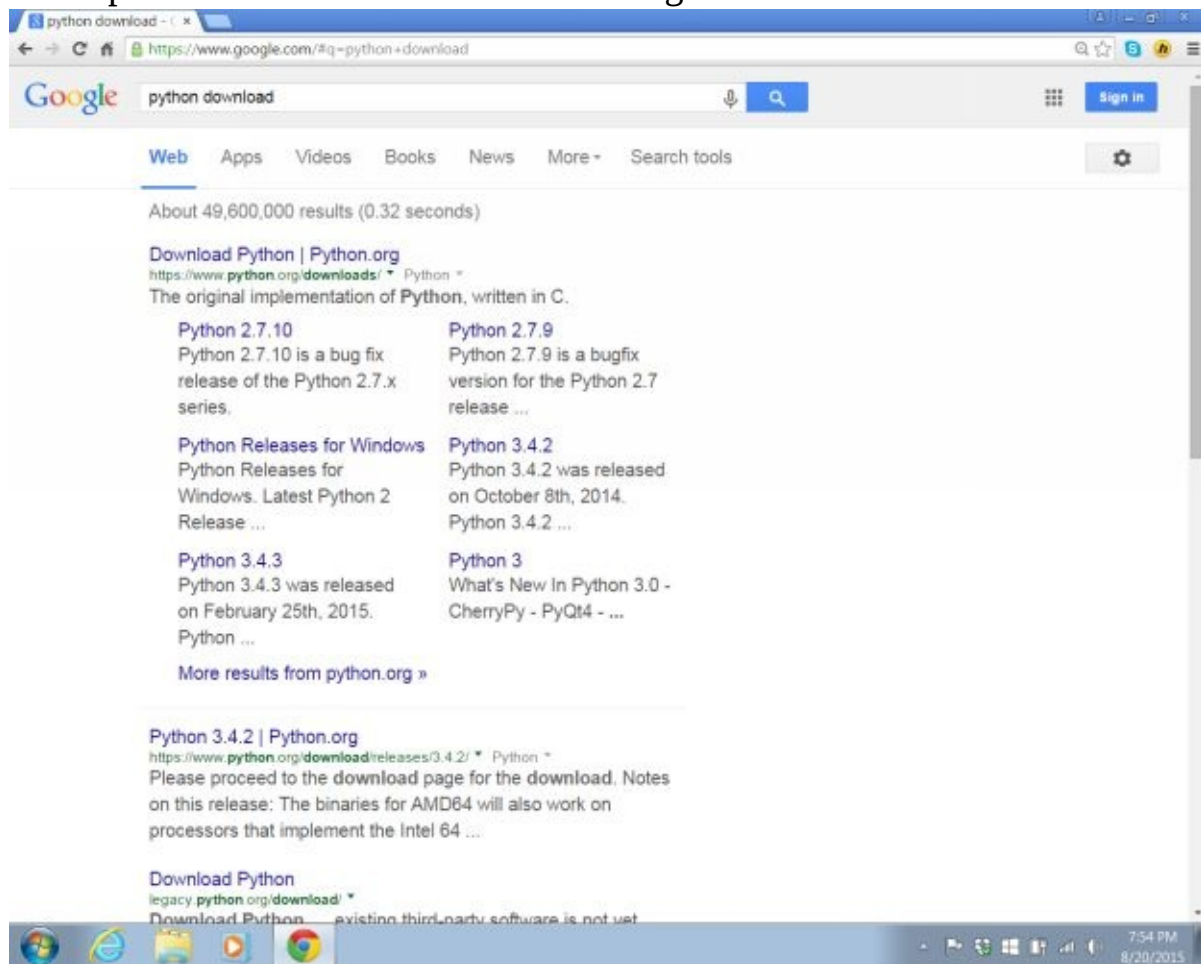 python download - G
https://www.google.com/#q=python+download
Google
python download
Sign in
Web Apps Videos Books News More Search tools
About 49,600,000 results (0.32 seconds)
Download Python | Python.org
https://www.python.org/downloads/ Python
The original implementation of Python, written in C.
Python 2.7.10
Python 2.7.10 is a bug fix
release of the Python 2.7.x
series.
Python 2.7.9
Python 2.7.9 is a bugfix
version for the Python 2.7
release ...
Python Releases for Windows
Python Releases for
Windows. Latest Python 2
Release ...
Python 3.4.2
Python 3.4.2 was released
on October 8th, 2014.
Python 3.4.2 ...
Python 3.4.3
Python 3.4.3 was released
on February 25th, 2015.
Python ...
Python 3
What's New In Python 3.0 -
CherryPy - PyQt4 - ...
More results from python.org »
Python 3.4.2 | Python.org
https://www.python.org/download/releases/3.4.2/ Python
Please proceed to the download page for the download. Notes
on this release: The binaries for AMD64 will also work on
processors that implement the Intel 64 ...
Download Python
legacy.python.org/download/
Download Python ... existing third-party software is not yet
7:54 PM
8/20/2015